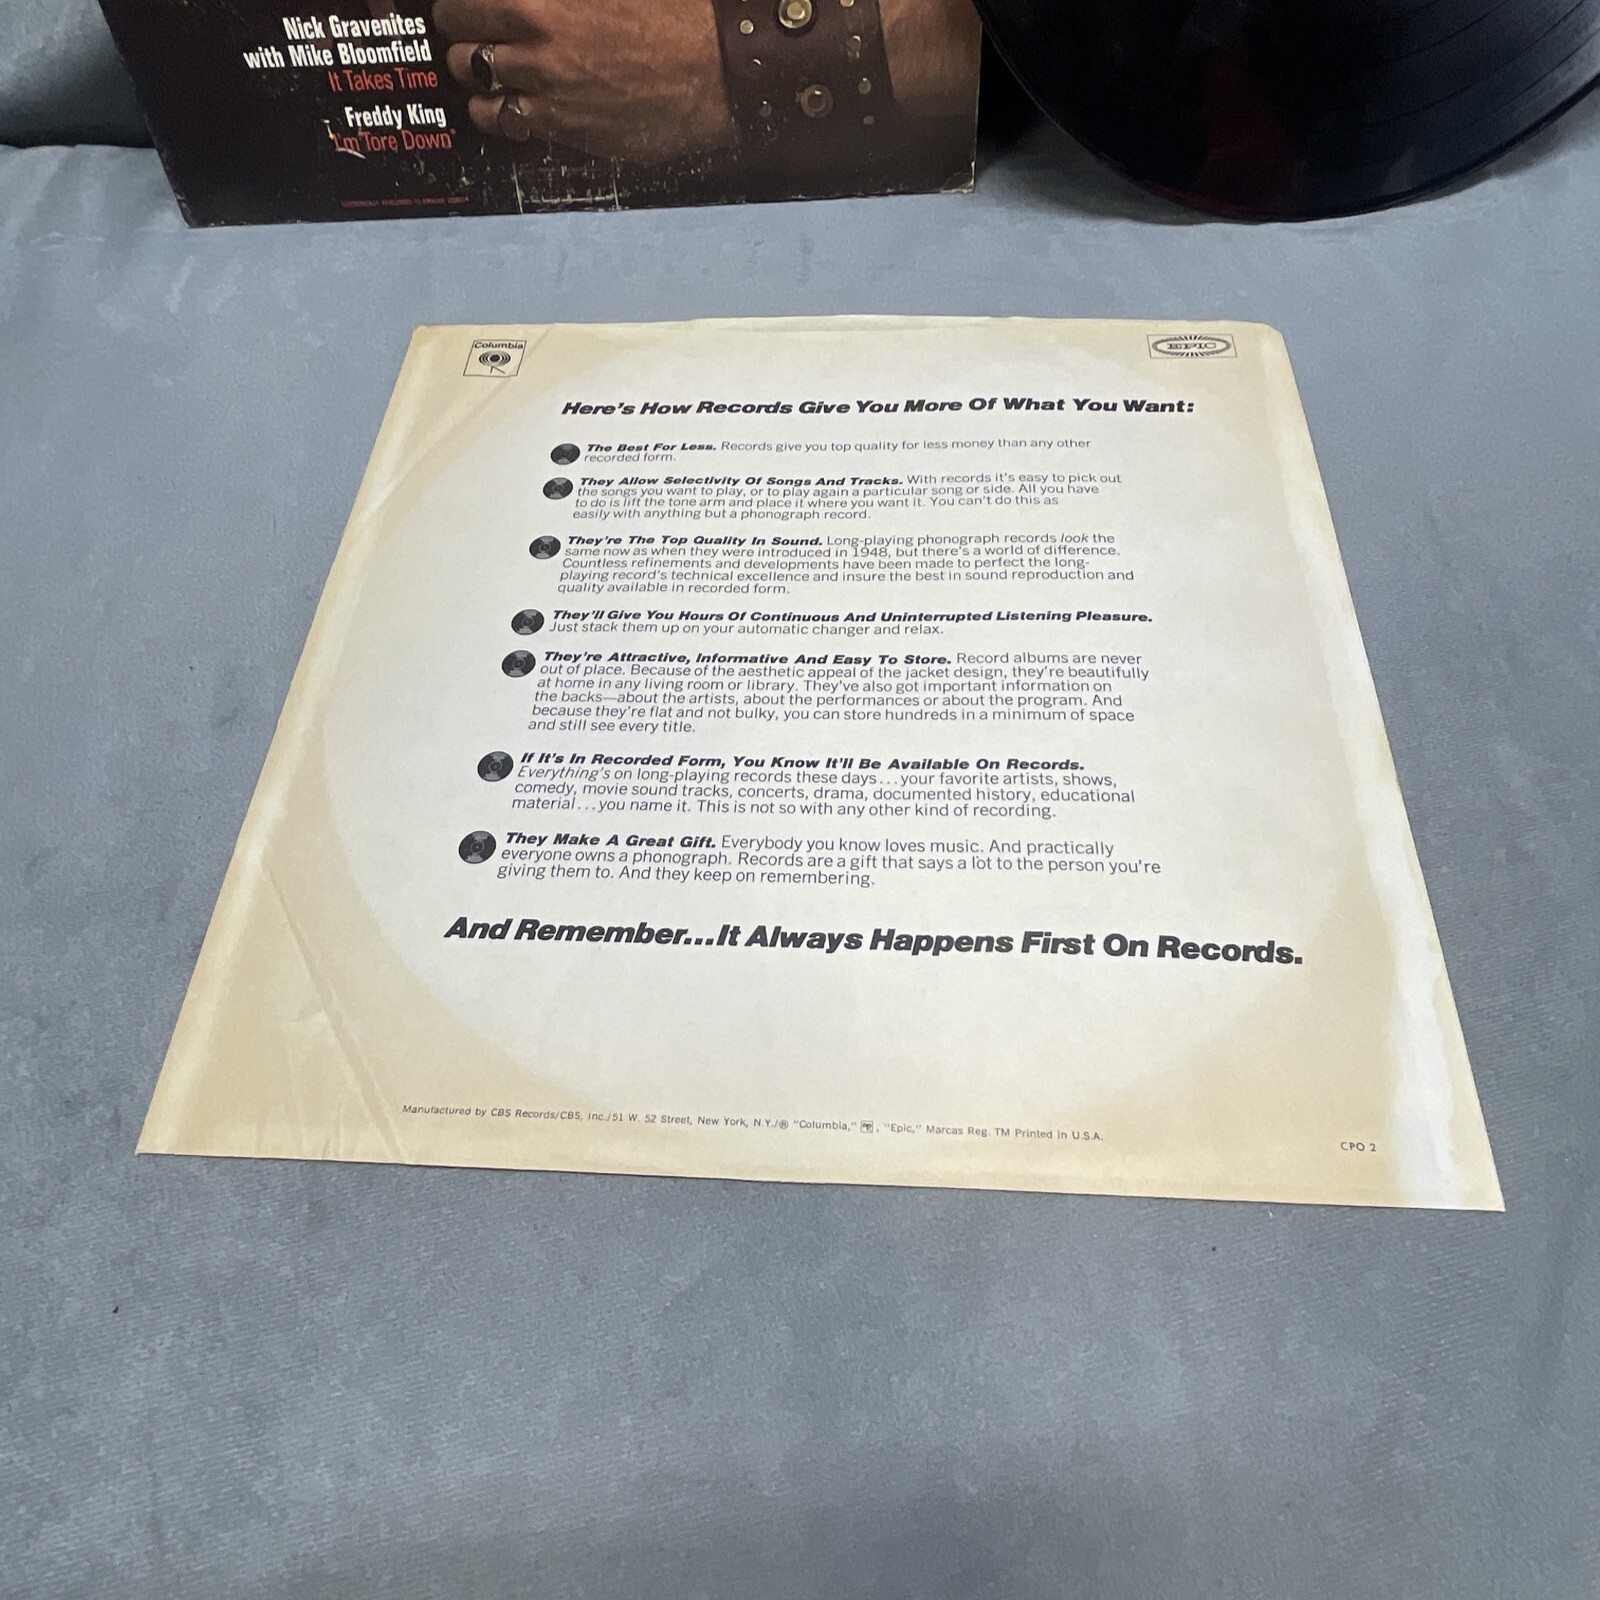 Nick Gravenites
with Mike Bloomfield
It Takes Time
Freddy King
I'm Tore Down*
Columbia
EPIC
Here's How Records Give You More Of What You Want:
The Best For Less. Records give you top quality for less money than any other
recorded form.
They Allow Selectivity Of Songs And Tracks. With records it's easy to pick out
the songs you want to play, or to play again a particular song or side. All you have
to do is lift the tone arm and place it where you want it. You can't do this as
easily with anything but a phonograph record.
They're The Top Quality In Sound. Long-playing phonograph records look the
same now as when they were introduced in 1948, but there's a world of difference.
Countless refinements and developments have been made to perfect the long-
playing record's technical excellence and insure the best in sound reproduction and
quality available in recorded form.
They'll Give You Hours Of Continuous And Uninterrupted Listening Pleasure.
Just stack them up on your automatic changer and relax.
They're Attractive, Informative And Easy To Store. Record albums are never
out of place. Because of the aesthetic appeal of the jacket design, they're beautifully
at home in any living room or library. They've also got important information on
the backs—about the artists, about the performances or about the program. And
because they're flat and not bulky, you can store hundreds in a minimum of space
and still see every title.
If It's In Recorded Form, You Know It'll Be Available On Records.
Everything's on long-playing records these days...your favorite artists, shows,
comedy, movie sound tracks, concerts, drama, documented history, educational
material...you name it. This is not so with any other kind of recording.
They Make A Great Gift. Everybody you know loves music. And practically
everyone owns a phonograph. Records are a gift that says a lot to the person you're
giving them to. And they keep on remembering.
And Remember...It Always Happens First On Records.
Manufactured by CBS Records/CBS, Inc./51 W. 52 Street, New York, N.Y./® "Columbia," , "Epic," Marcas Reg. TM Printed in U.S.A.
CPO 2